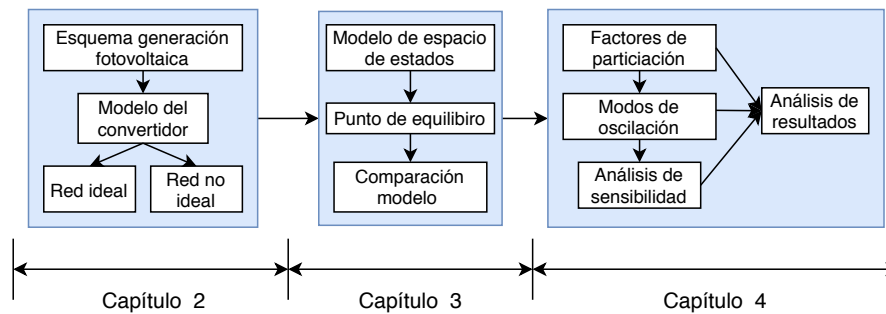 Esquema generación
fotovoltaica
Modelo del
convertidor
Red ideal
Red no
ideal
Modelo de espacio
de estados
Punto de equilibiro
Comparación
modelo
Factores de
particiación
Modos de
oscilación
Análisis de
sensibilidad
Análisis de
resultados
Capítulo 2
Capítulo 3
Capítulo 4